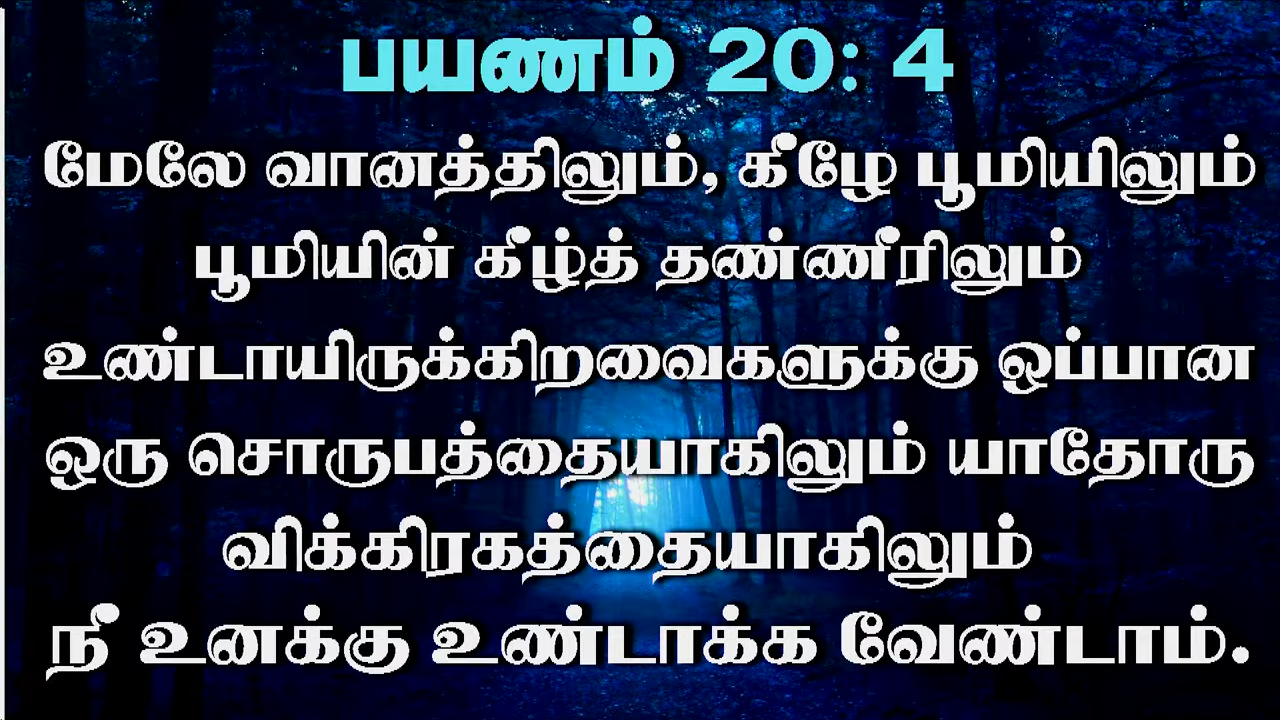 பயணம் 20: 4
மேலே வானத்திலும், கீழே பூமியிலும்
பூமியின் கீழ்த் தண்ணீரிலும்
உண்டாயிருக்கிறவைகளுக்கு ஒப்பான
ஒரு சொருபத்தையாகிலும் யாதோரு
விக்கிரகத்தையாகிலும்
நீ உனக்கு உண்டாக்க வேண்டாம்.